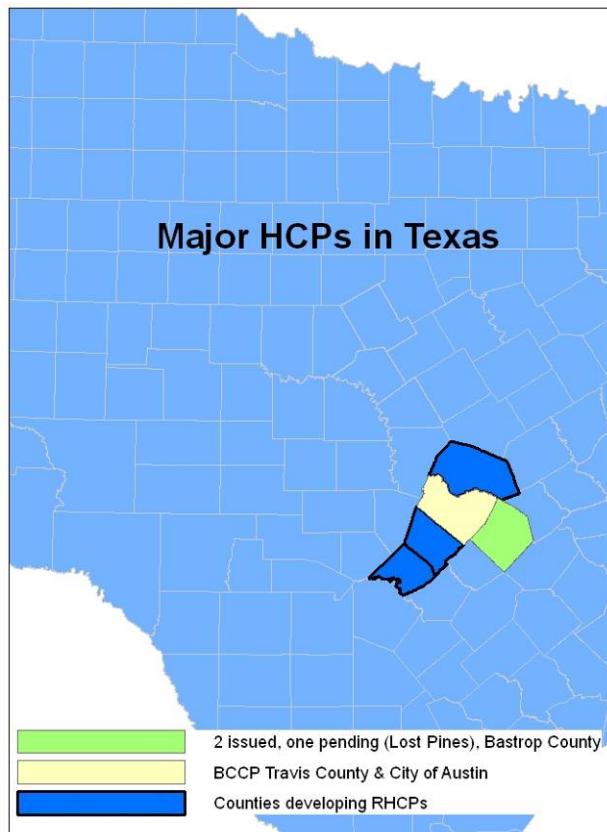 Major HCPs in Texas
2 issued, one pending (Lost Pines), Bastrop County
BCCP Travis County & City of Austin
Counties developing RHCPs